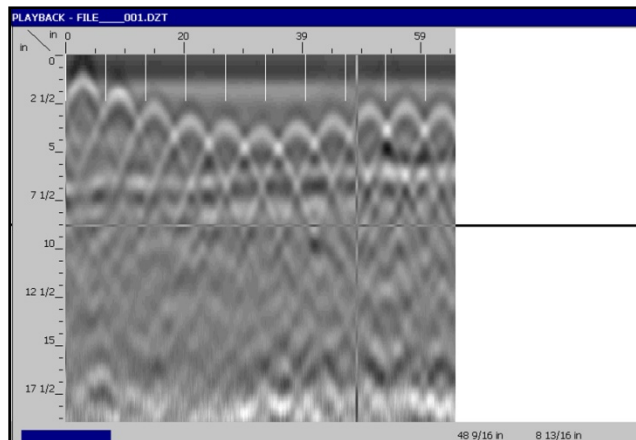 PLAYBACK - FILE____001.DZT
in 0 20 39 59
in
0
2 1/2
5
7 1/2
10
12 1/2
15
17 1/2
48 9/16 in 8 13/16 in